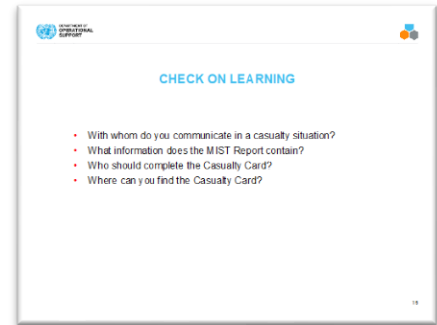 DEPARTMENT OF
OPERATIONAL
SUPPORT
CHECK ON LEARNING
• With whom do you communicate in a casualty situation?
• What information does the MIST Report contain?
• Who should complete the Casualty Card?
• Where can you find the Casualty Card?